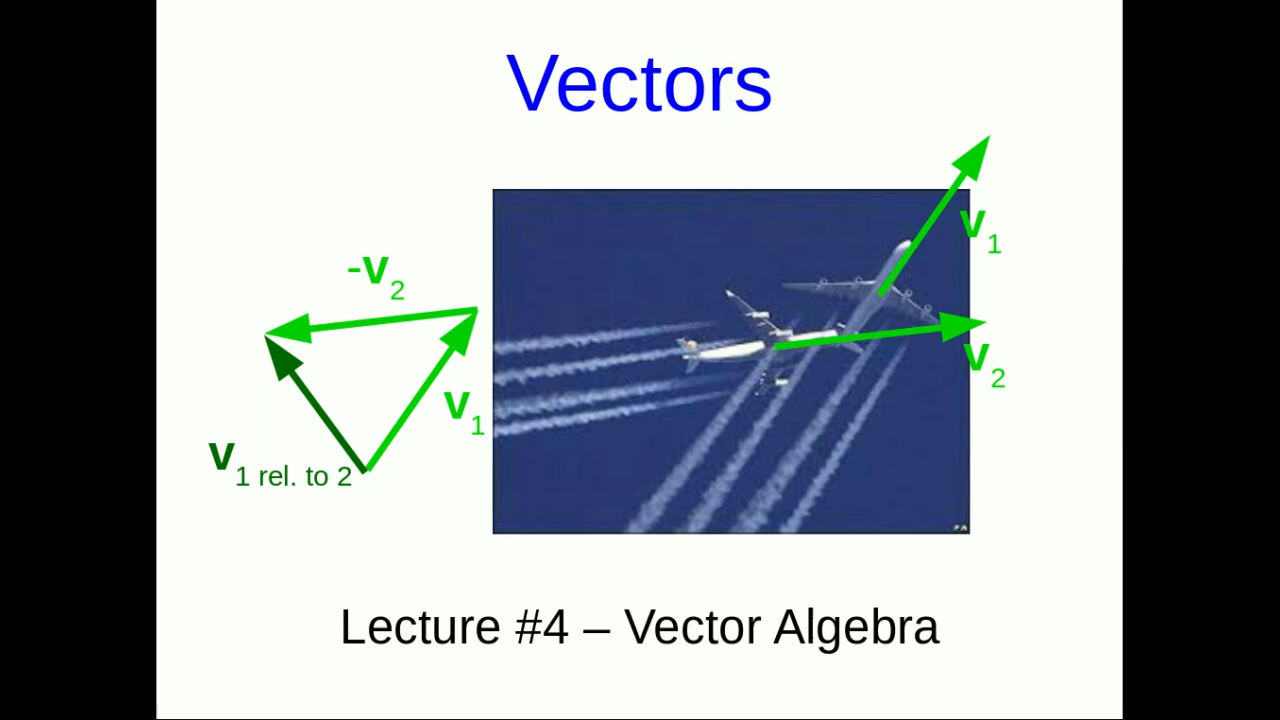 Vectors
v1
-v2
v2
v1
v1 rel. to 2
Lecture #4 – Vector Algebra